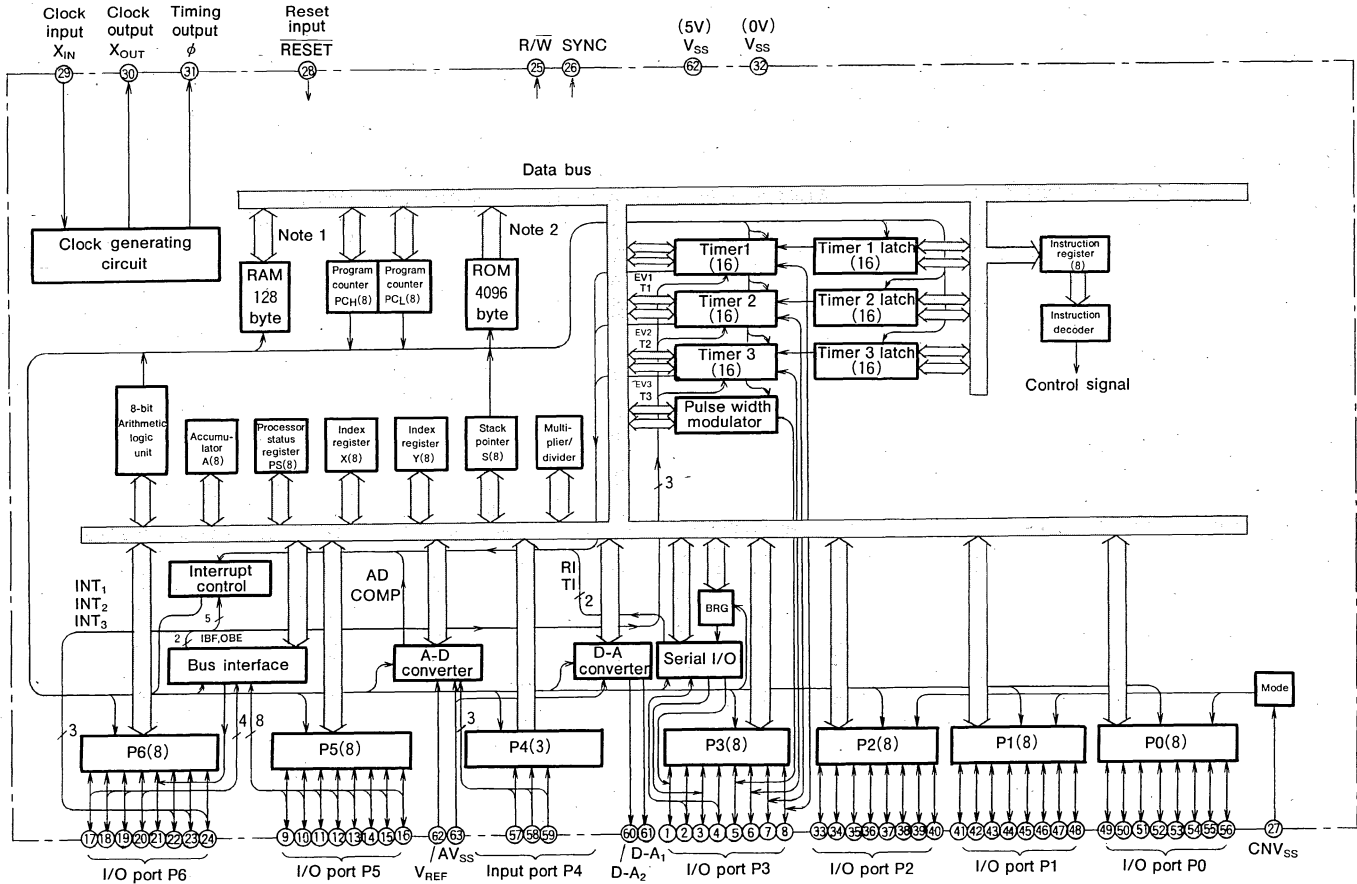 Clock input XIN
Clock output XOUT
Timing output φ
Reset input RESET
R/W SYNC
(5V) VSS
(0V) VSS
29 30 31 28 25 26 62 32
Data bus
Clock generating circuit
Note 1
Note 2
RAM 128 byte
Program counter PCH(8)
Program counter PCL(8)
ROM 4096 byte
Timer1 (16)
Timer 1 latch (16)
EV1
T1
Timer 2 (16)
Timer 2 latch (16)
EV2
T2
Timer 3 (16)
Timer 3 latch (16)
EV3
T3
Pulse width modulator
Instruction register (8)
Instruction decoder
Control signal
8-bit Arithmetic logic unit
Accumulator A(8)
Processor status register PS(8)
Index register X(8)
Index register Y(8)
Stack pointer S(8)
Multiplier/divider
3
Interrupt control
INT1
INT2
INT3
5
2
IBF,OBE
AD COMP
RI
TI
2
BRG
Bus interface
A-D converter
D-A converter
Serial I/O
Mode
3
4
8
3
P6(8)
P5(8)
P4(3)
P3(8)
P2(8)
P1(8)
P0(8)
17 18 19 20 21 22 23 24
9 10 11 12 13 14 15 16
62 63
57 58 59
60 61
1 2 3 4 5 6 7 8
33 34 35 36 37 38 39 40
41 42 43 44 45 46 47 48
49 50 51 52 53 54 55 56
27
I/O port P6
I/O port P5
VREF / AVSS
Input port P4
D-A2 / D-A1
I/O port P3
I/O port P2
I/O port P1
I/O port P0
CNVSS